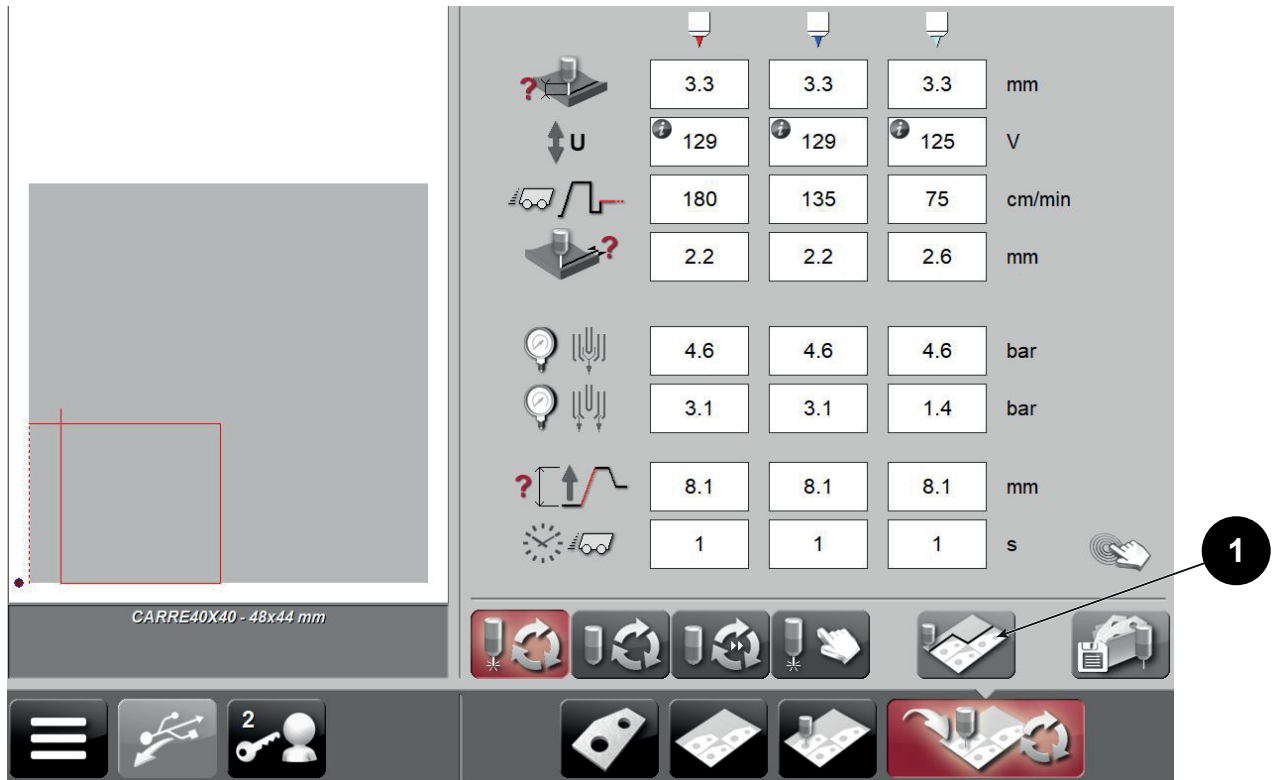 ? 3.3 3.3 3.3 mm
U 129 129 125 V
180 135 75 cm/min
? 2.2 2.2 2.6 mm
4.6 4.6 4.6 bar
3.1 3.1 1.4 bar
? 8.1 8.1 8.1 mm
1 1 1 s
1
CARRE40X40 - 48x44 mm
2